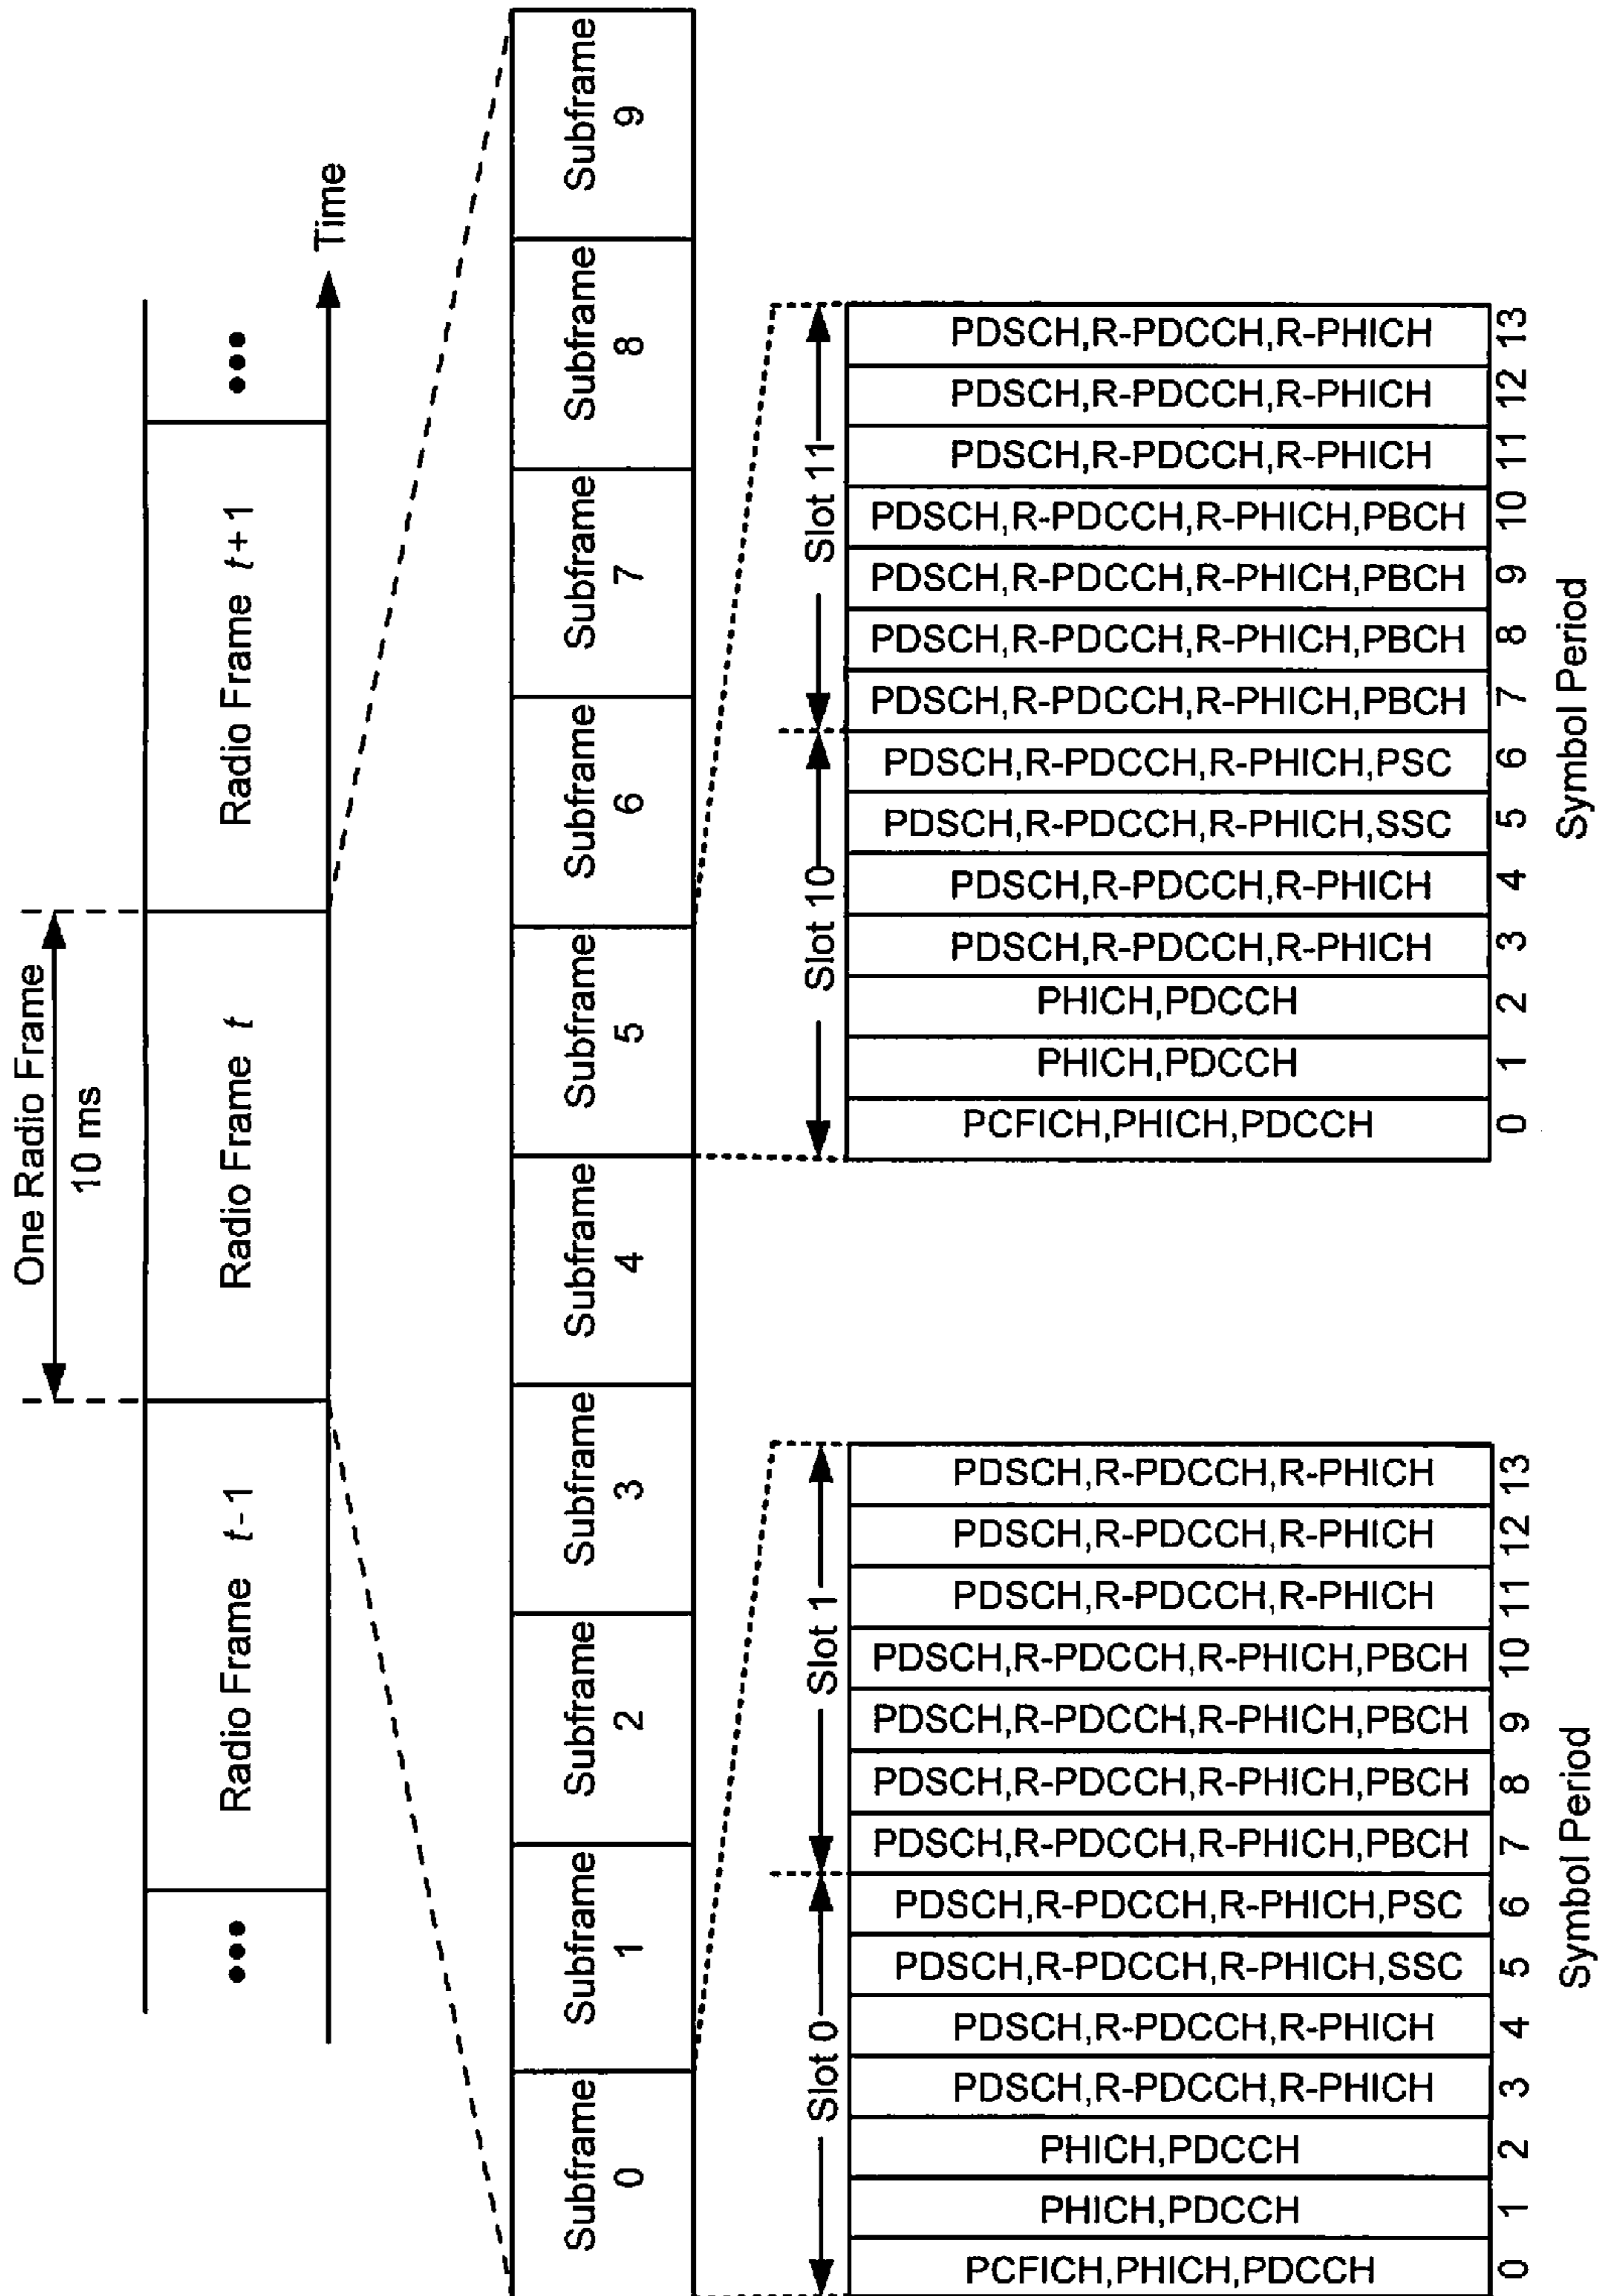 One Radio Frame
10 ms
•••
Radio Frame t-1
Radio Frame t
Radio Frame t+1
•••
Time
Subframe
0
Subframe
1
Subframe
2
Subframe
3
Subframe
4
Subframe
5
Subframe
6
Subframe
7
Subframe
8
Subframe
9
Slot 0
Slot 1
PCFICH,PHICH,PDCCH
PHICH,PDCCH
PHICH,PDCCH
PDSCH,R-PDCCH,R-PHICH
PDSCH,R-PDCCH,R-PHICH
PDSCH,R-PDCCH,R-PHICH,SSC
PDSCH,R-PDCCH,R-PHICH,PSC
PDSCH,R-PDCCH,R-PHICH,PBCH
PDSCH,R-PDCCH,R-PHICH,PBCH
PDSCH,R-PDCCH,R-PHICH,PBCH
PDSCH,R-PDCCH,R-PHICH,PBCH
PDSCH,R-PDCCH,R-PHICH
PDSCH,R-PDCCH,R-PHICH
PDSCH,R-PDCCH,R-PHICH
0 1 2 3 4 5 6 7 8 9 10 11 12 13
Symbol Period
Slot 10
Slot 11
PCFICH,PHICH,PDCCH
PHICH,PDCCH
PHICH,PDCCH
PDSCH,R-PDCCH,R-PHICH
PDSCH,R-PDCCH,R-PHICH
PDSCH,R-PDCCH,R-PHICH,SSC
PDSCH,R-PDCCH,R-PHICH,PSC
PDSCH,R-PDCCH,R-PHICH,PBCH
PDSCH,R-PDCCH,R-PHICH,PBCH
PDSCH,R-PDCCH,R-PHICH,PBCH
PDSCH,R-PDCCH,R-PHICH,PBCH
PDSCH,R-PDCCH,R-PHICH
PDSCH,R-PDCCH,R-PHICH
PDSCH,R-PDCCH,R-PHICH
0 1 2 3 4 5 6 7 8 9 10 11 12 13
Symbol Period